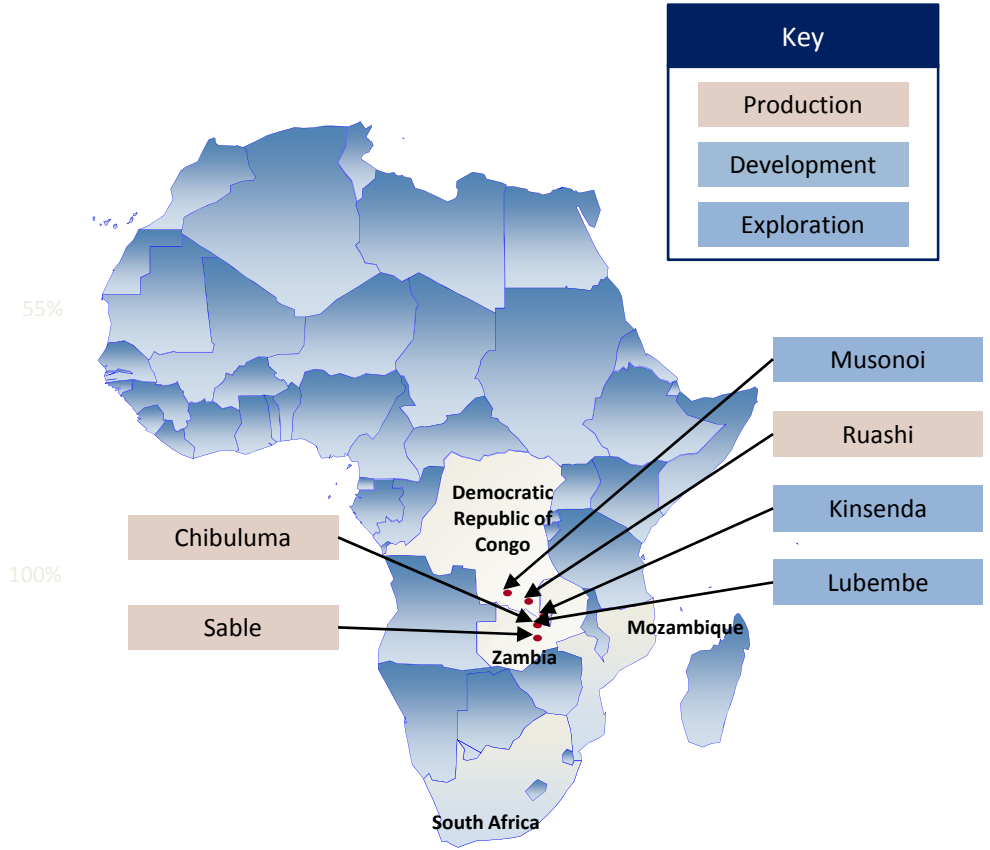 Key
Production
Development
Exploration
55%
Musonoi
Ruashi
Democratic
Republic of
Congo
Kinsenda
Chibuluma
100%
Lubembe
Sable
Mozambique
Zambia
South Africa